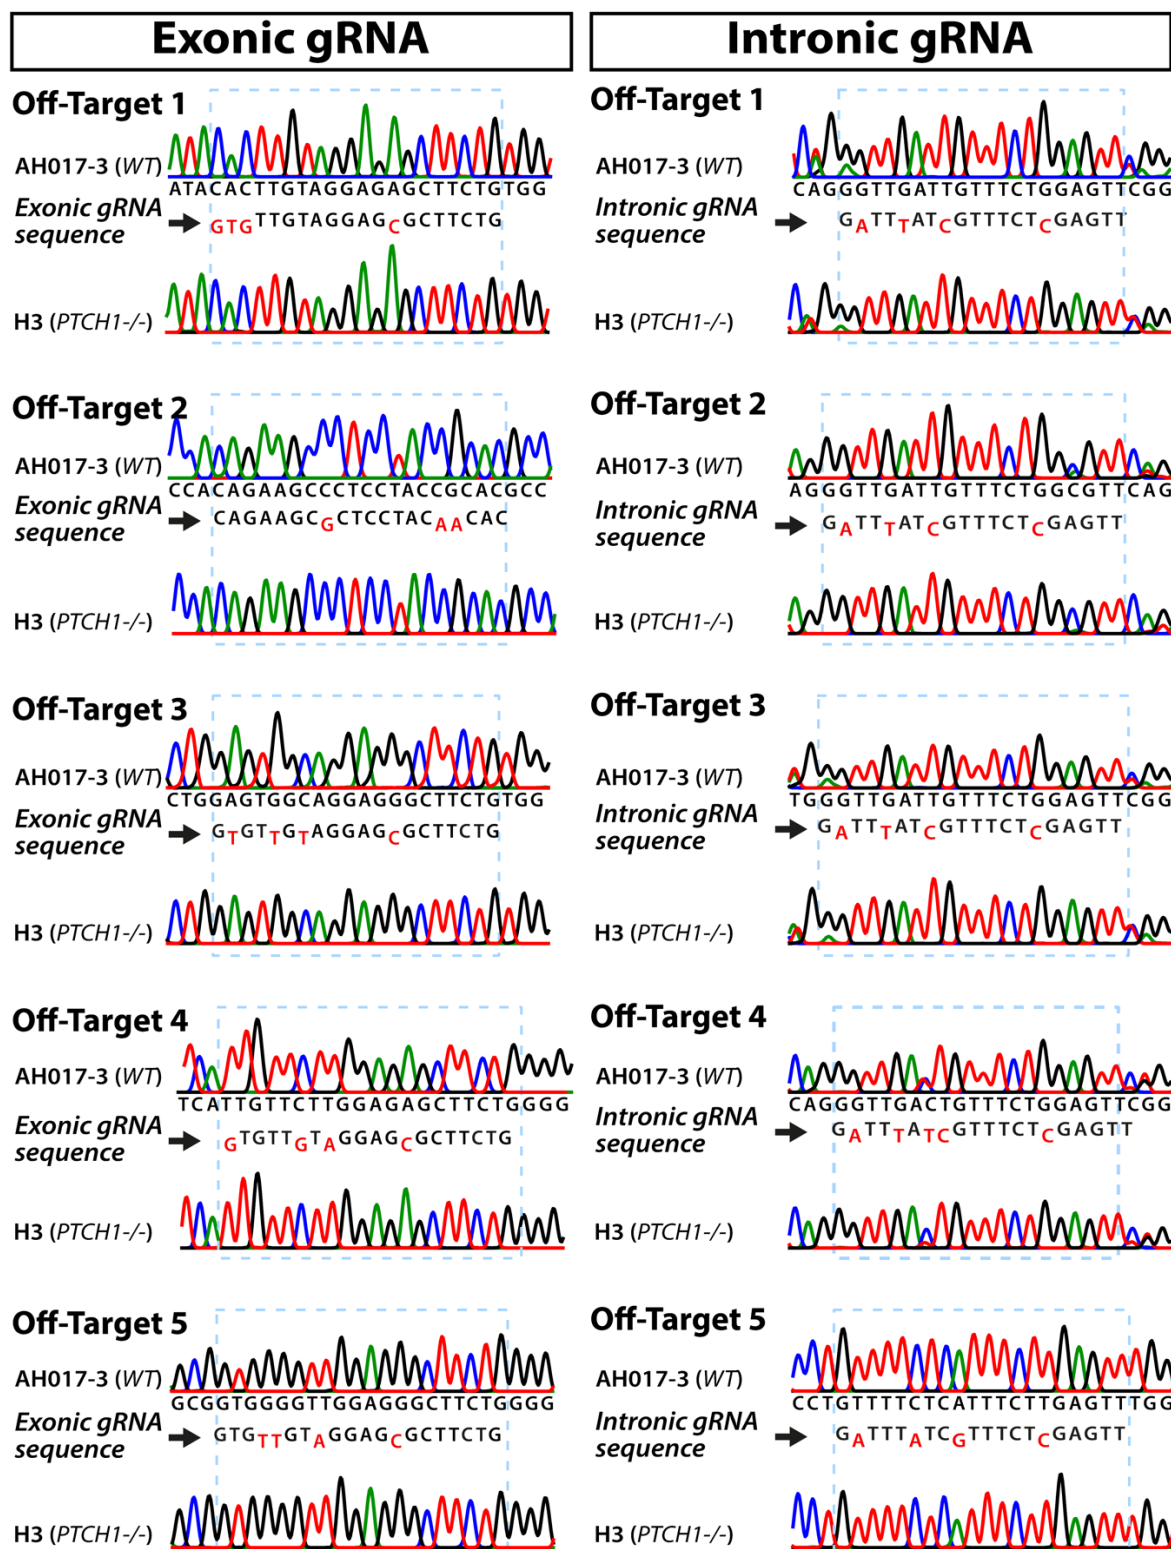 Exonic gRNA
Off-Target 1
AH017-3 (WT)
ATACACTTGTAGGAGAGCTTCTGTGG
Exonic gRNA
sequence
GTGTTGTAGGAGCGCTTCTG
H3 (PTCH1-/-)
Off-Target 2
AH017-3 (WT)
CCACAGAAGCCCTCCTACCGCACGCC
Exonic gRNA
sequence
CAGAAGCGCTCCTACAACAC
H3 (PTCH1-/-)
Off-Target 3
AH017-3 (WT)
CTGGAGTGGCAGGAGGGCTTCTGTGG
Exonic gRNA
sequence
GTGTTGTAGGAGCGCTTCTG
H3 (PTCH1-/-)
Off-Target 4
AH017-3 (WT)
TCATTGTTCTTGGAGAGCTTCTGGGG
Exonic gRNA
sequence
GTGTTGTAGGAGCGCTTCTG
H3 (PTCH1-/-)
Off-Target 5
AH017-3 (WT)
GCGGTGGGGTTGGAGGGCTTCTGGGG
Exonic gRNA
sequence
GTGTTGTAGGAGCGCTTCTG
H3 (PTCH1-/-)
Intronic gRNA
Off-Target 1
AH017-3 (WT)
CAGGGTTGATTGTTTCTGGAGTTCGG
Intronic gRNA
sequence
GATTTATCGTTTCTCGAGTT
H3 (PTCH1-/-)
Off-Target 2
AH017-3 (WT)
AGGGTTGATTGTTTCTGGCGTTCAG
Intronic gRNA
sequence
GATTTATCGTTTCTCGAGTT
H3 (PTCH1-/-)
Off-Target 3
AH017-3 (WT)
TGGGTTGATTGTTTCTGGAGTTCGG
Intronic gRNA
sequence
GATTTATCGTTTCTCGAGTT
H3 (PTCH1-/-)
Off-Target 4
AH017-3 (WT)
CAGGGTTGACTGTTTCTGGAGTTCGG
Intronic gRNA
sequence
GATTTATCGTTTCTCGAGTT
H3 (PTCH1-/-)
Off-Target 5
AH017-3 (WT)
CCTGTTTTCTCATTTCTTGAGTTTGG
Intronic gRNA
sequence
GATTTATCGTTTCTCGAGTT
H3 (PTCH1-/-)